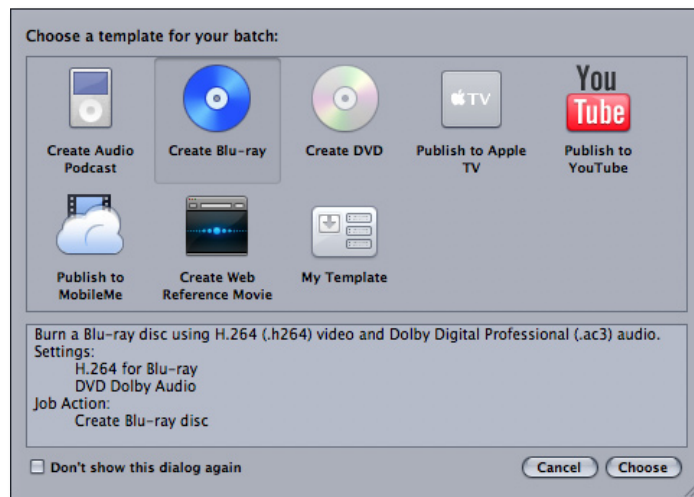 Choose a template for your batch:
tv
You
Tube
Create Audio
Podcast
Create Blu-ray
Create DVD
Publish to Apple
TV
Publish to
YouTube
Publish to
MobileMe
Create Web
Reference Movie
My Template
Burn a Blu-ray disc using H.264 (.h264) video and Dolby Digital Professional (.ac3) audio.
Settings:
H.264 for Blu-ray
DVD Dolby Audio
Job Action:
Create Blu-ray disc
Don't show this dialog again
Cancel
Choose